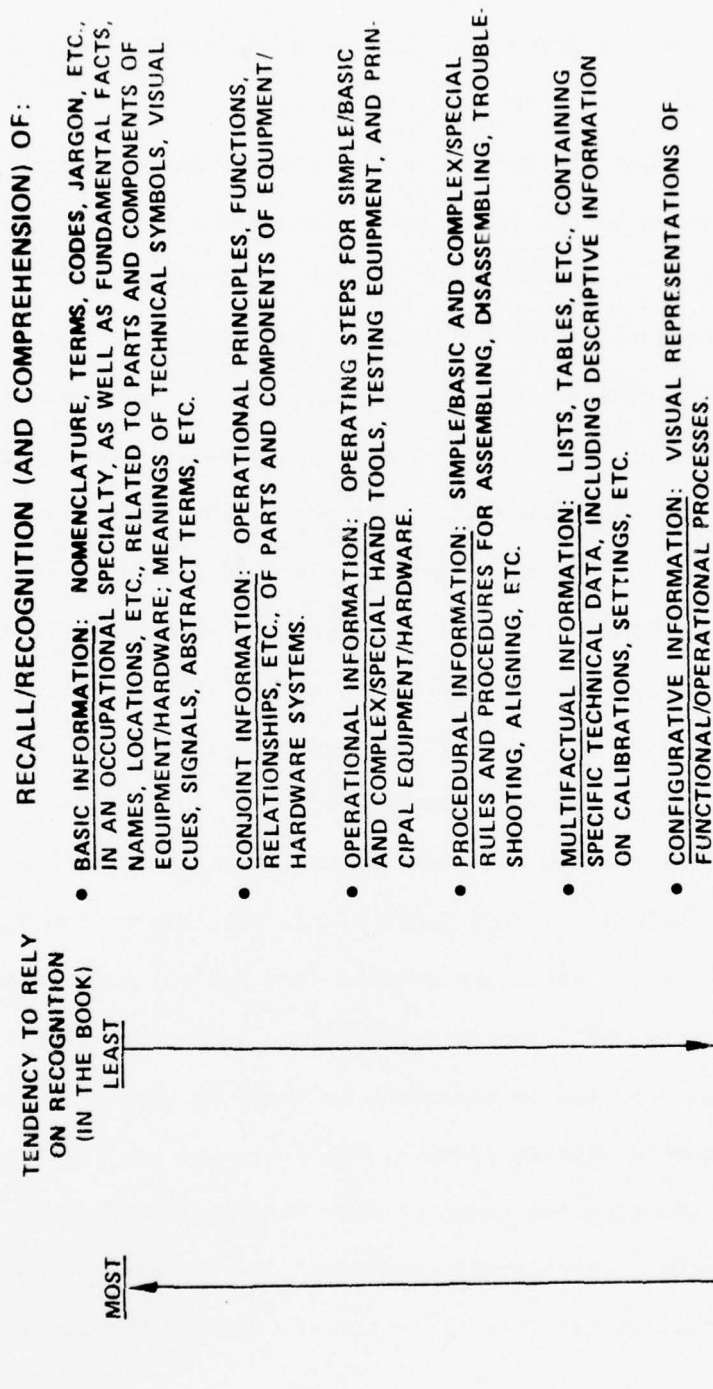 RECALL/RECOGNITION (AND COMPREHENSION) OF:
TENDENCY TO RELY
ON RECOGNITION
(IN THE BOOK)
MOST
LEAST
• BASIC INFORMATION: NOMENCLATURE, TERMS, CODES, JARGON, ETC.,
IN AN OCCUPATIONAL SPECIALTY, AS WELL AS FUNDAMENTAL FACTS,
NAMES, LOCATIONS, ETC., RELATED TO PARTS AND COMPONENTS OF
EQUIPMENT/HARDWARE; MEANINGS OF TECHNICAL SYMBOLS, VISUAL
CUES, SIGNALS, ABSTRACT TERMS, ETC.
• CONJOINT INFORMATION: OPERATIONAL PRINCIPLES, FUNCTIONS,
RELATIONSHIPS, ETC., OF PARTS AND COMPONENTS OF EQUIPMENT/
HARDWARE SYSTEMS.
• OPERATIONAL INFORMATION: OPERATING STEPS FOR SIMPLE/BASIC
AND COMPLEX/SPECIAL HAND TOOLS, TESTING EQUIPMENT, AND PRIN-
CIPAL EQUIPMENT/HARDWARE.
• PROCEDURAL INFORMATION: SIMPLE/BASIC AND COMPLEX/SPECIAL
RULES AND PROCEDURES FOR ASSEMBLING, DISASSEMBLING, TROUBLE-
SHOOTING, ALIGNING, ETC.
• MULTIFACTUAL INFORMATION: LISTS, TABLES, ETC., CONTAINING
SPECIFIC TECHNICAL DATA, INCLUDING DESCRIPTIVE INFORMATION
ON CALIBRATIONS, SETTINGS, ETC.
• CONFIGURATIVE INFORMATION: VISUAL REPRESENTATIONS OF
FUNCTIONAL/OPERATIONAL PROCESSES.